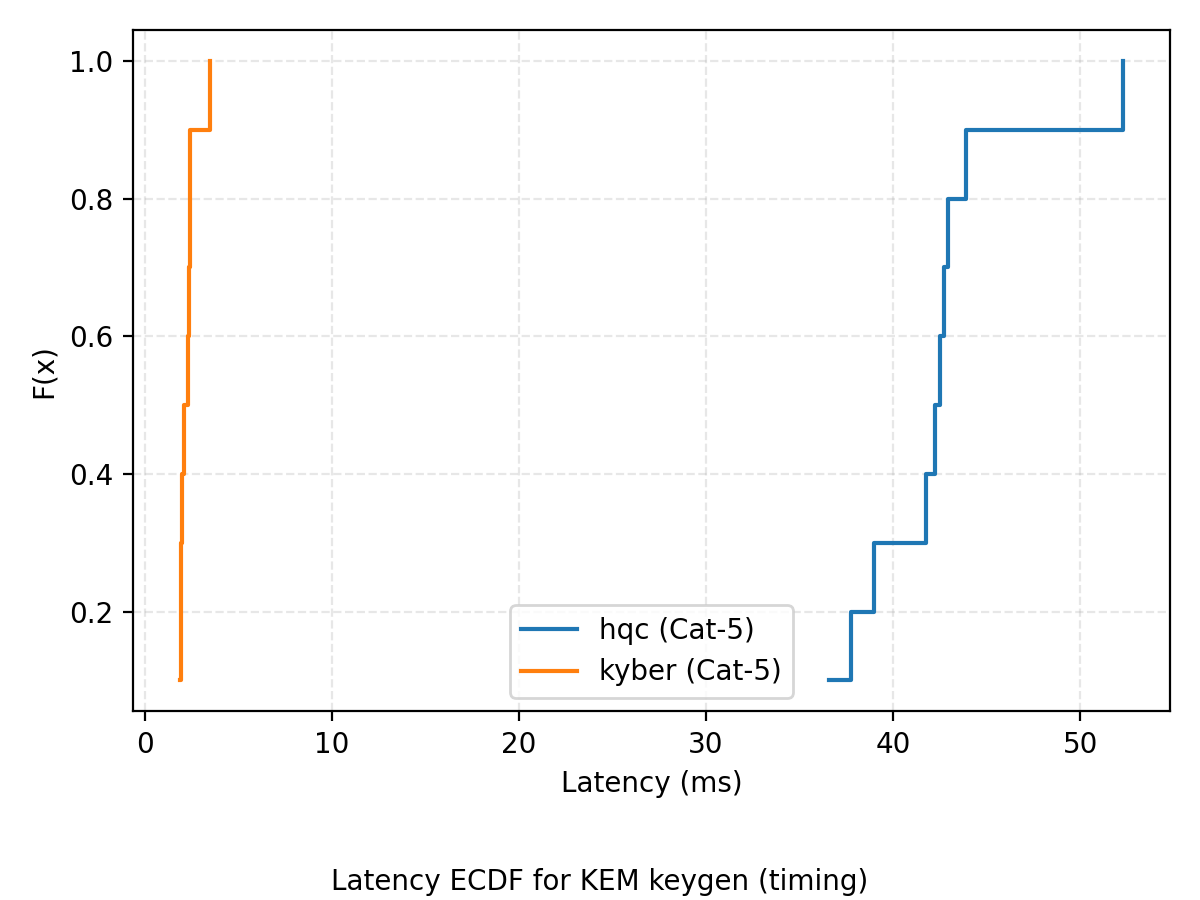 1.0
0.8
0.6
0.4
0.2
F(x)
hqc (Cat-5)
kyber (Cat-5)
0 10 20 30 40 50
Latency (ms)
Latency ECDF for KEM keygen (timing)